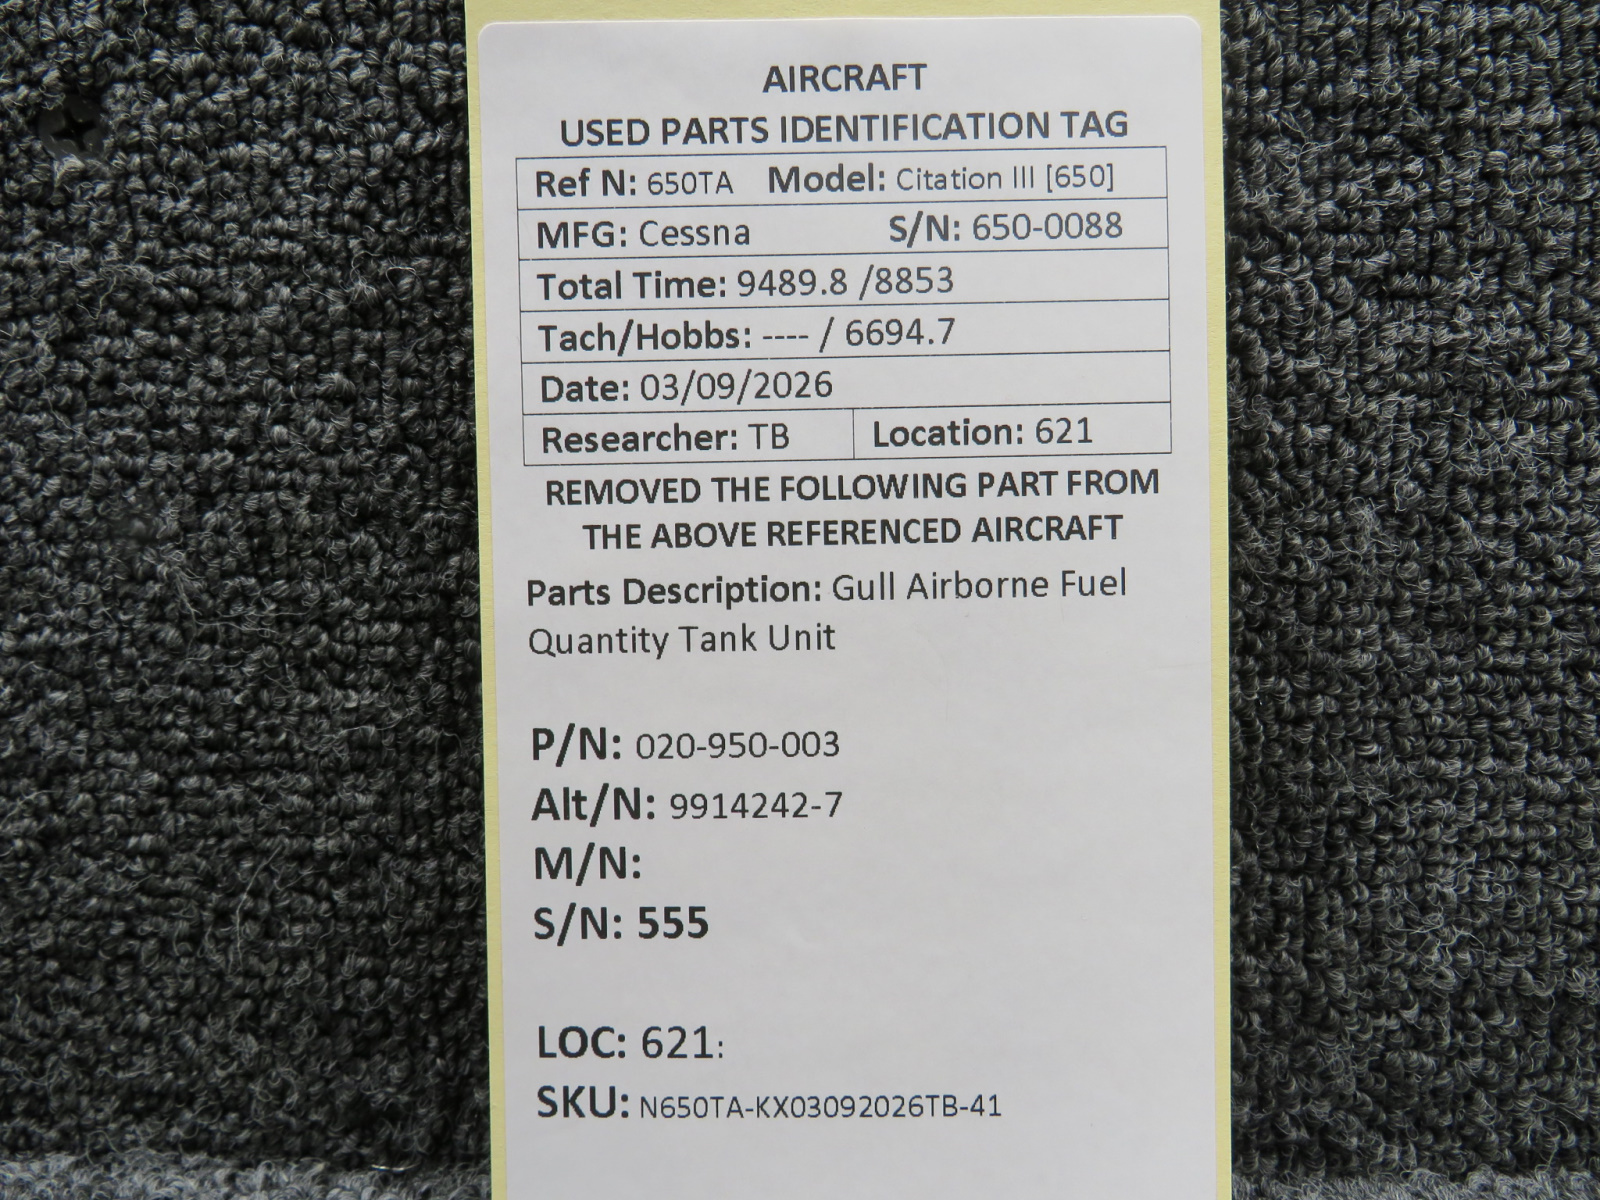 AIRCRAFT
USED PARTS IDENTIFICATION TAG
Ref N: 650TA Model: Citation III [650]
MFG: Cessna S/N: 650-0088
Total Time: 9489.8 /8853
Tach/Hobbs: ---- / 6694.7
Date: 03/09/2026
Researcher: TB Location: 621
REMOVED THE FOLLOWING PART FROM
THE ABOVE REFERENCED AIRCRAFT
Parts Description: Gull Airborne Fuel
Quantity Tank Unit
P/N: 020-950-003
Alt/N: 9914242-7
M/N:
S/N: 555
LOC: 621:
SKU: N650TA-KX03092026TB-41